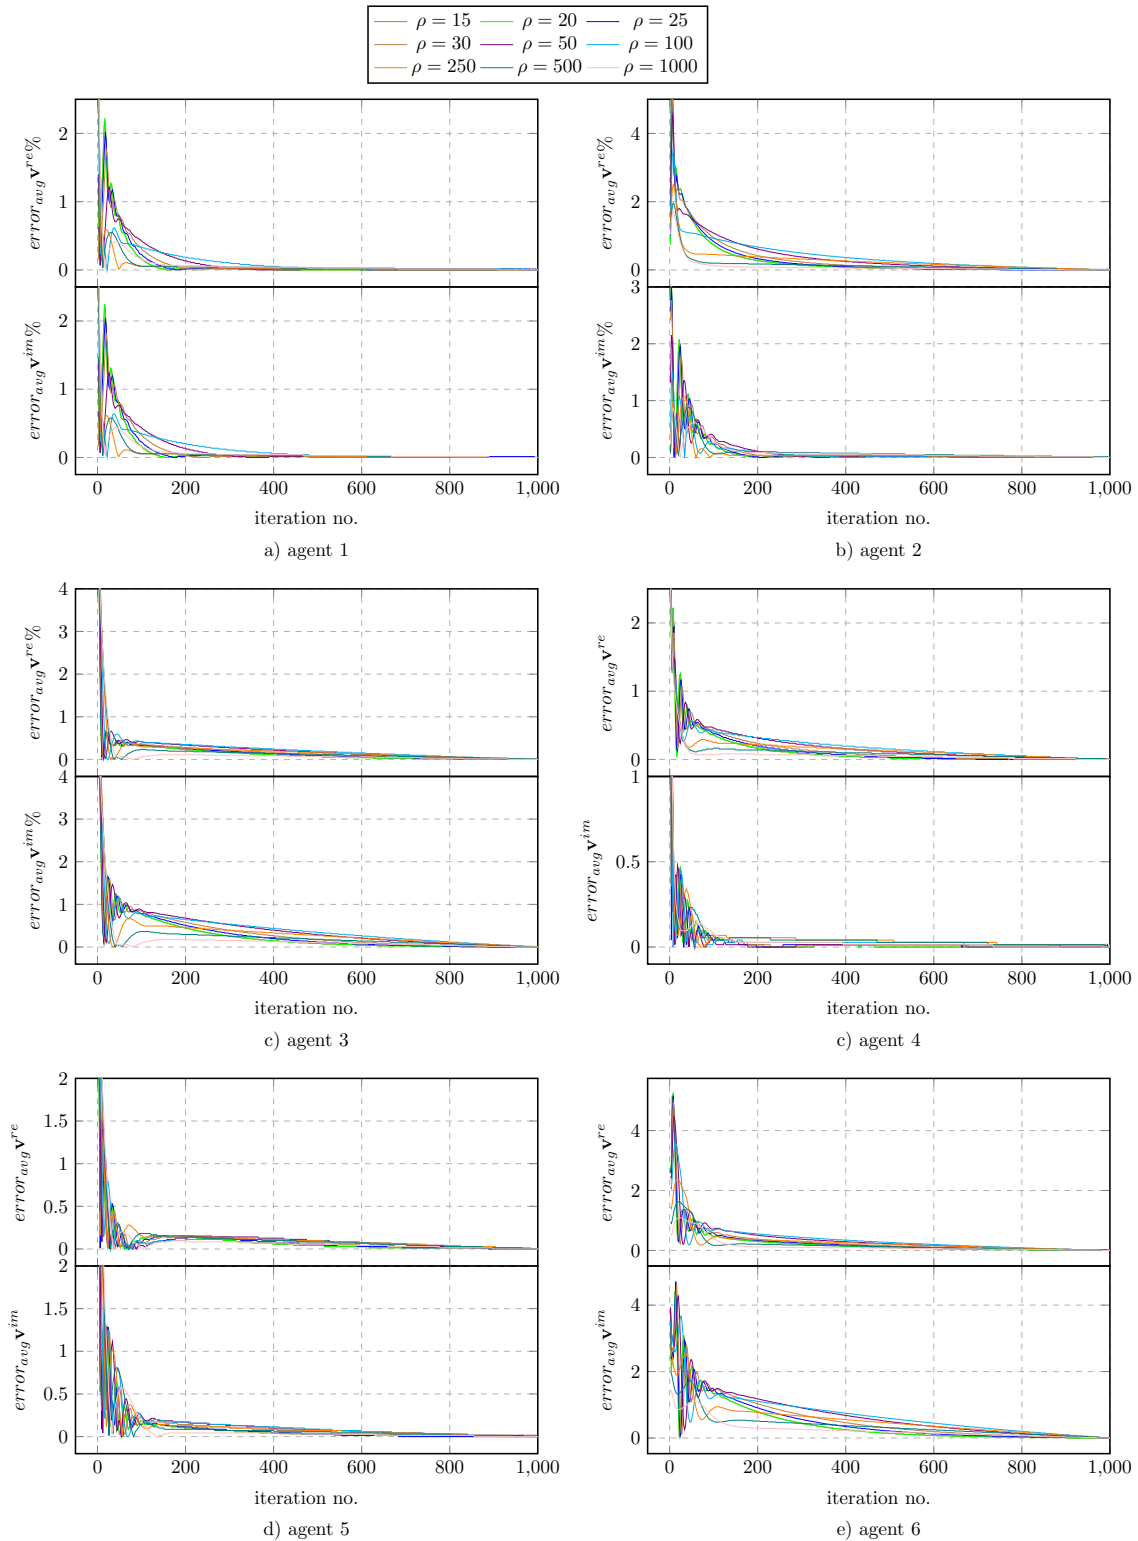 ρ = 15 ρ = 20 ρ = 25
ρ = 30 ρ = 50 ρ = 100
ρ = 250 ρ = 500 ρ = 1000
error_avg v^re %
2
1
0
error_avg v^im %
2
1
0
0 200 400 600 800 1,000
iteration no.
a) agent 1
error_avg v^re %
4
2
0
error_avg v^im %
3
2
1
0
0 200 400 600 800 1,000
iteration no.
b) agent 2
error_avg v^re %
4
3
2
1
0
error_avg v^im %
4
3
2
1
0
0 200 400 600 800 1,000
iteration no.
c) agent 3
error_avg v^re
2
1
0
error_avg v^im
1
0.5
0
0 200 400 600 800 1,000
iteration no.
c) agent 4
error_avg v^re
2
1.5
1
0.5
0
error_avg v^im
2
1.5
1
0.5
0
0 200 400 600 800 1,000
iteration no.
d) agent 5
error_avg v^re
4
2
0
error_avg v^im
4
2
0
0 200 400 600 800 1,000
iteration no.
e) agent 6